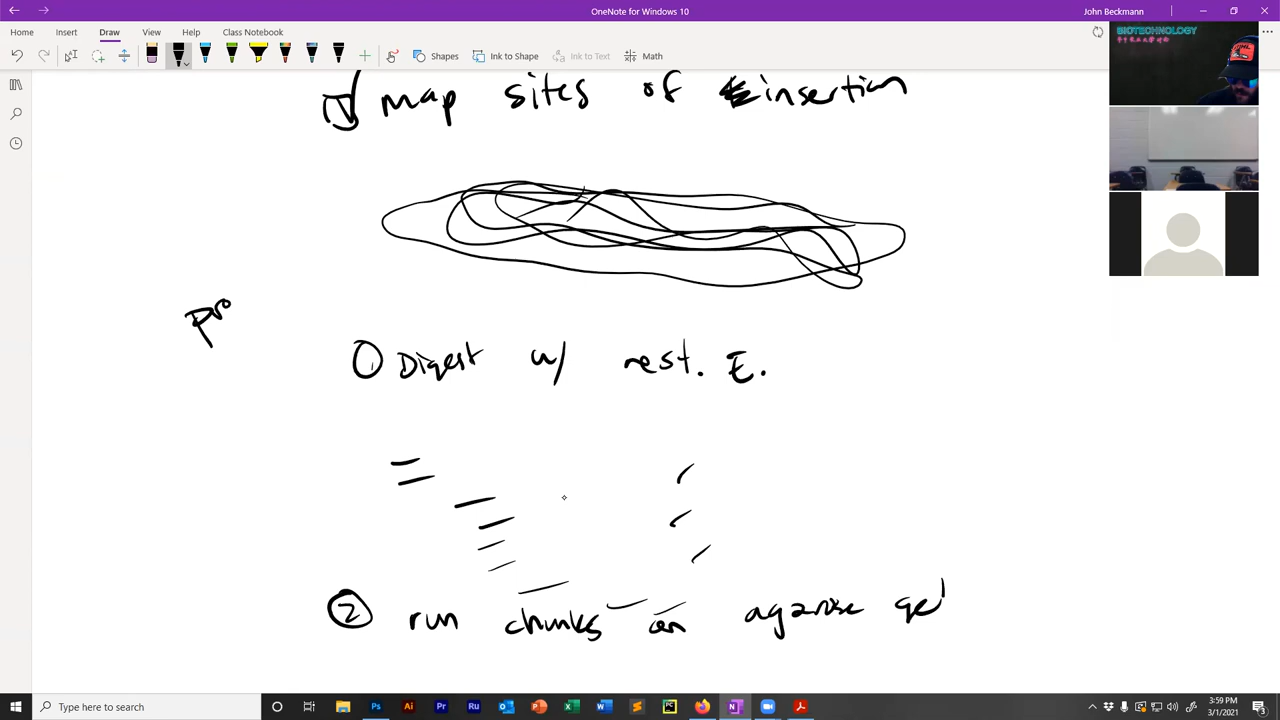 OneNote for Windows 10
John Beckmann
Home Insert Draw View Help Class Notebook
Shapes Ink to Shape Ink to Text Math
BIOTECHNOLOGY
map sites of insertion
pro
① Digest w/ rest. E.
② run chunks on agarose gel
Type here to search
3:59 PM
3/1/2021